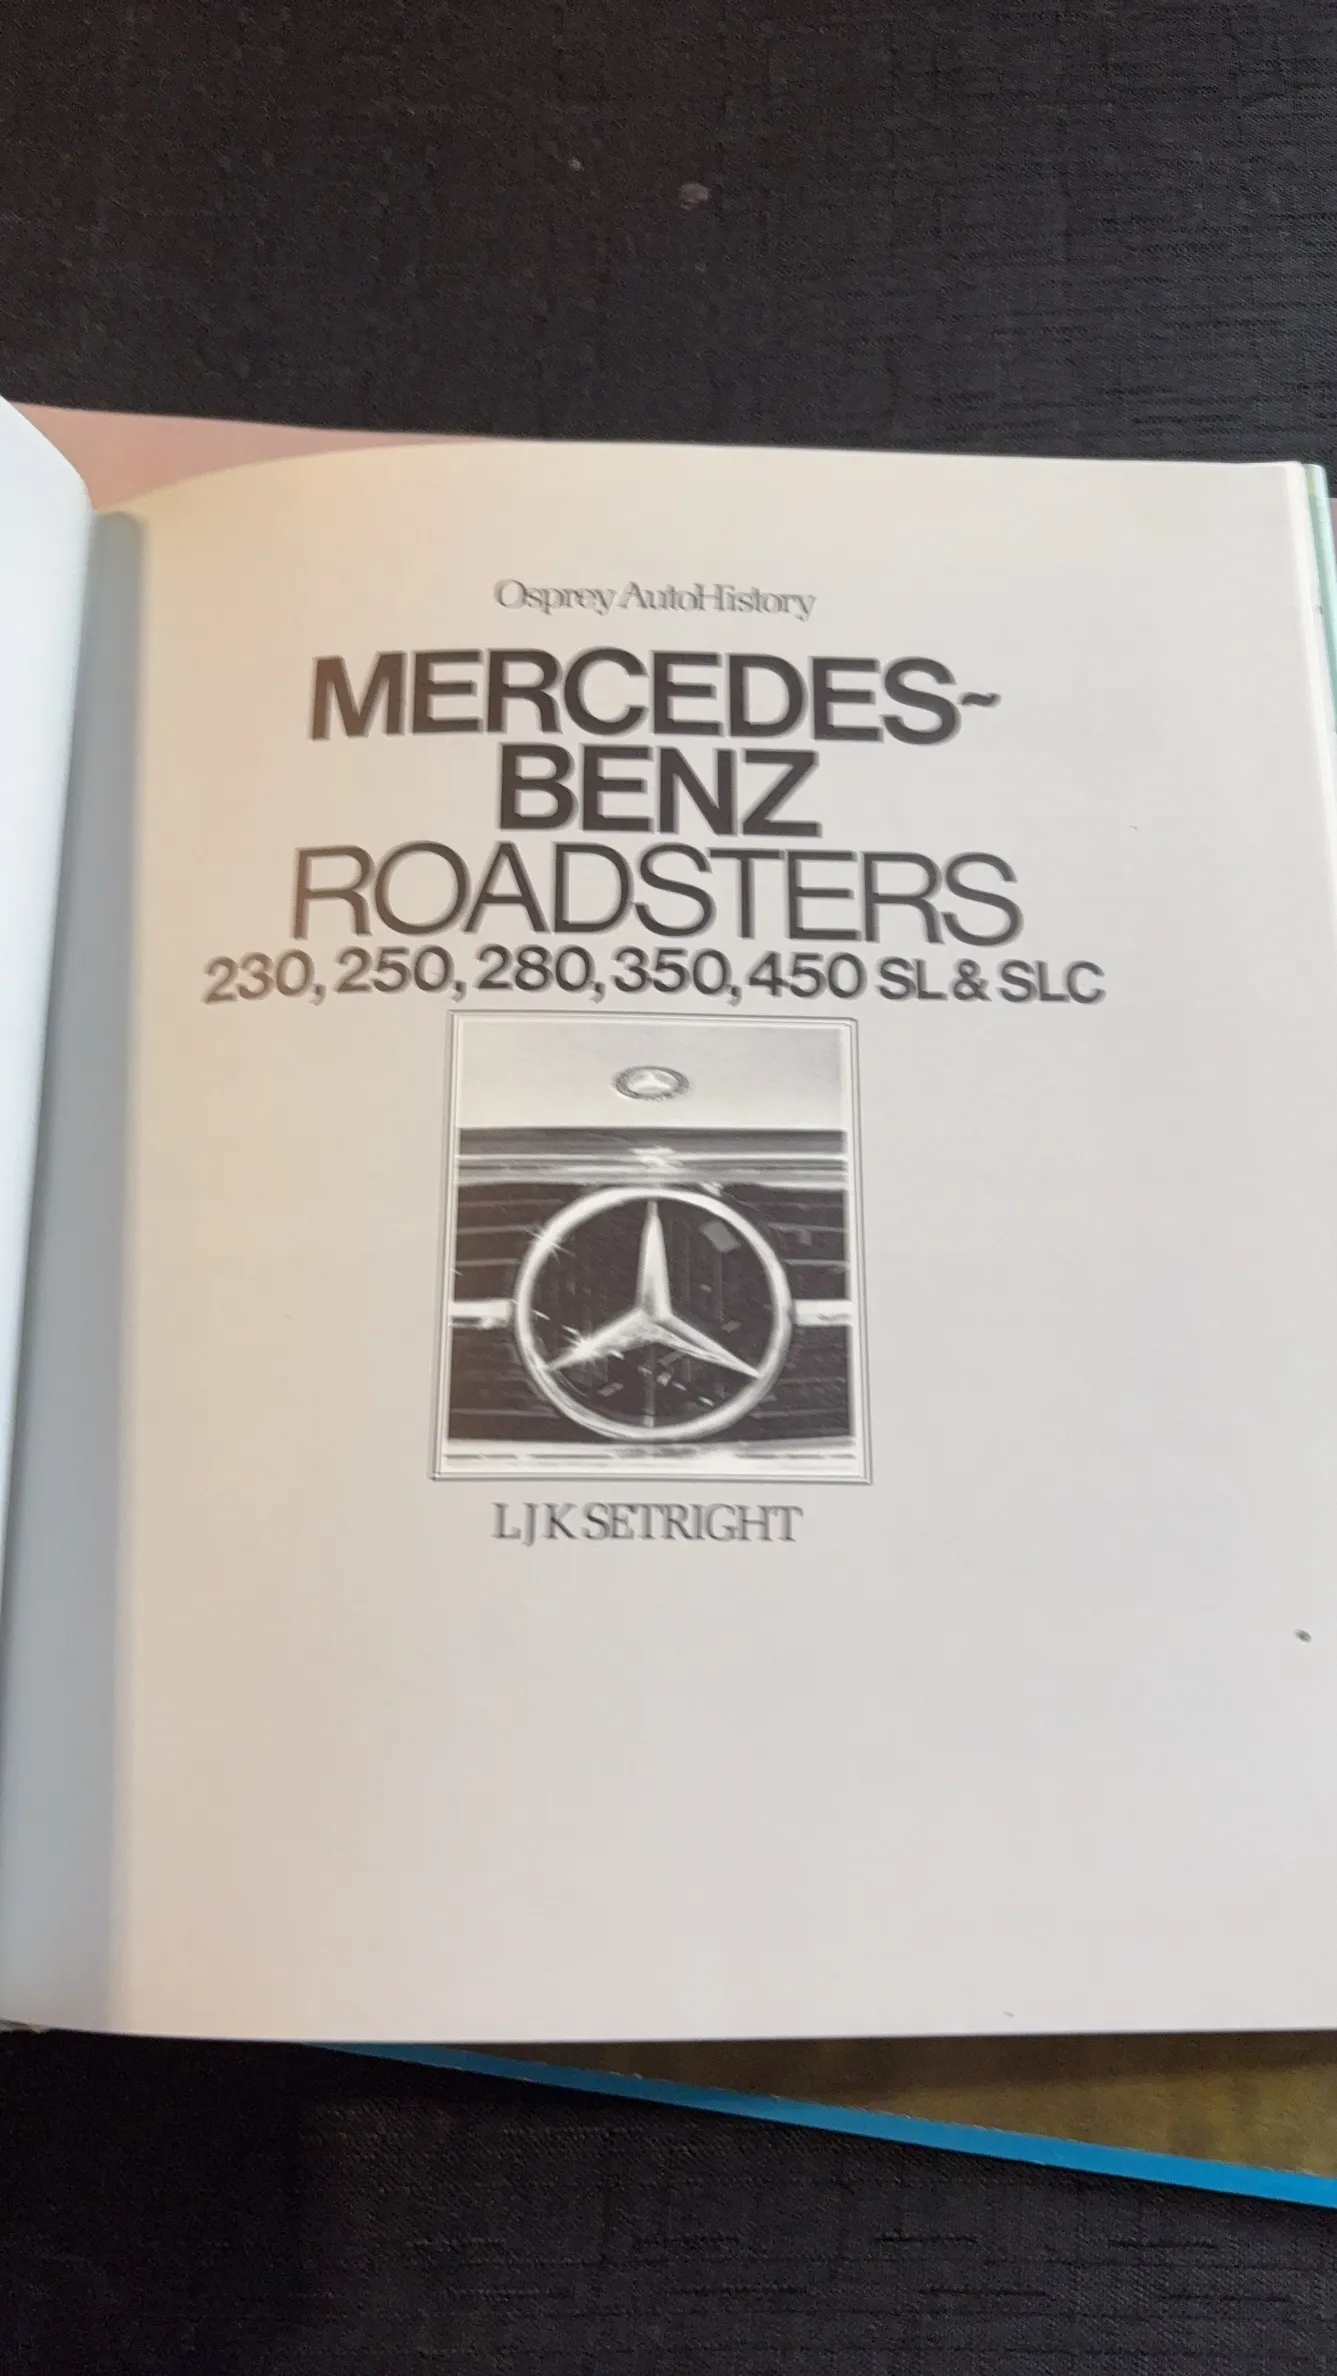 Osprey AutoHistory
MERCEDES-
BENZ
ROADSTERS
230, 250, 280, 350, 450 SL & SLC
L J K SETRIGHT